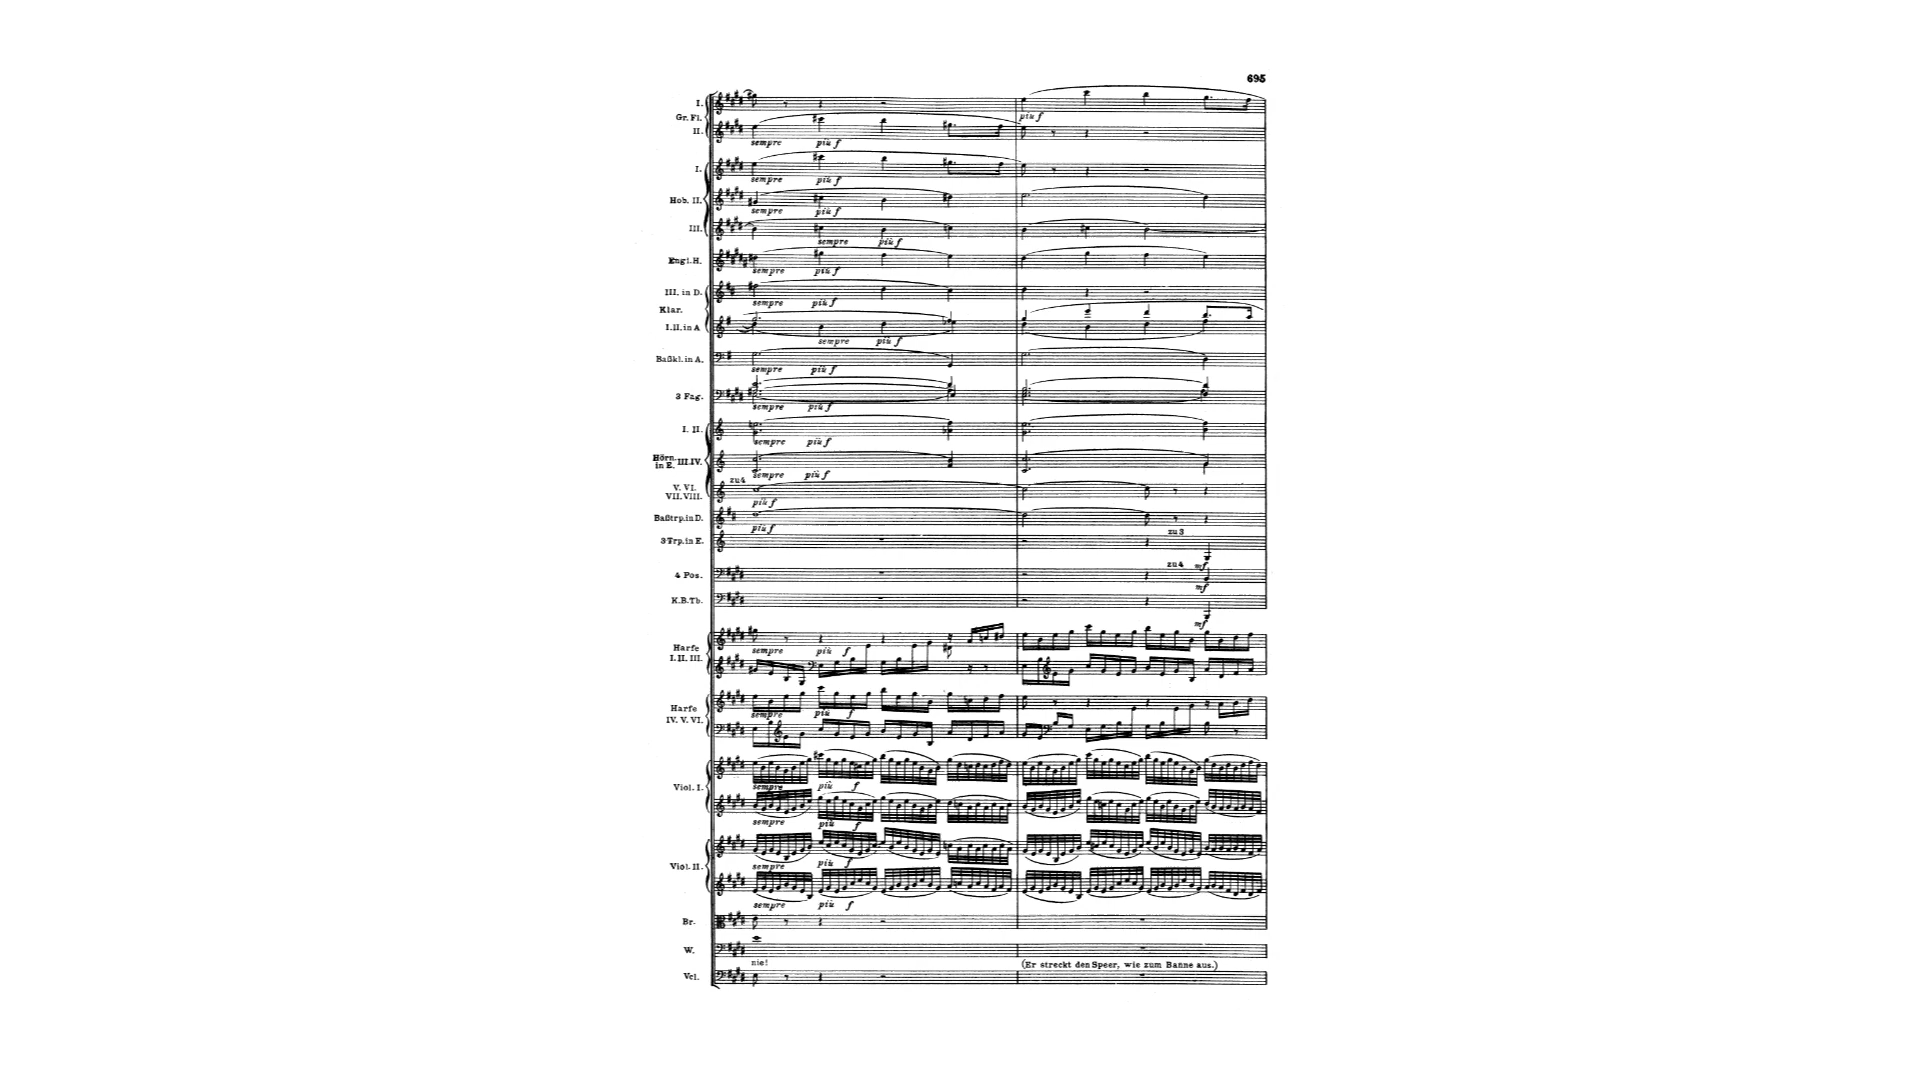 695
I.
Gr. Fl.
II.
più f
sempre più f
I.
sempre più f
Hob. II.
sempre più f
III.
sempre più f
Engl. H.
sempre più f
III. in D.
sempre più f
Klar.
I. II. in A
sempre più f
Baßkl. in A.
sempre più f
3 Fag.
sempre più f
I. II.
sempre più f
Hörn. in E. III. IV.
sempre più f
zu 4
V. VI.
VII. VIII.
più f
Baßtrp. in D.
più f
zu 3
3 Trp. in E.
mf
zu 4
4 Pos.
mf
K.B.Tb.
mf
Harfe
I. II. III.
sempre più f
Harfe
IV. V. VI.
sempre più f
Viol. I.
sempre più f
sempre più f
Viol. II.
sempre più f
sempre più f
Br.
W.
nie!
(Er streckt den Speer, wie zum Banne aus.)
Vcl.